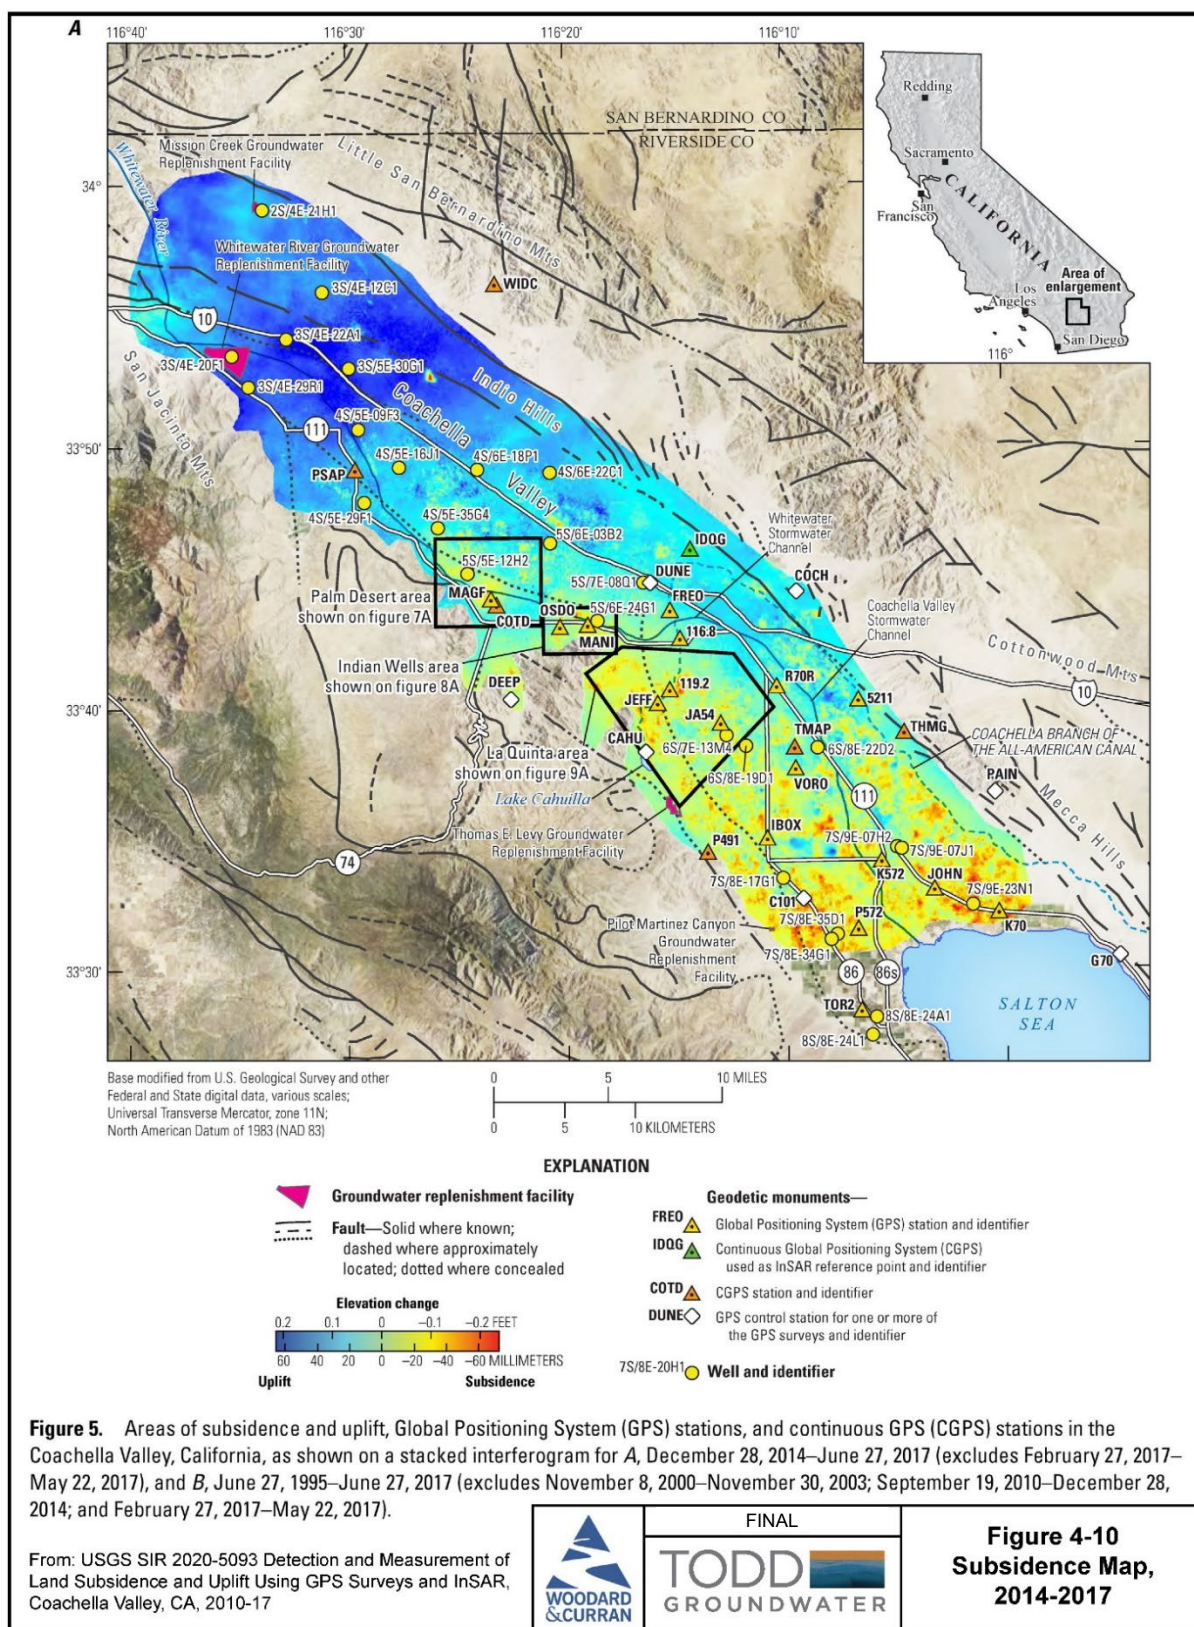 A
116°40'
116°30'
116°20'
116°10'
SAN BERNARDINO CO
RIVERSIDE CO
Redding
Sacramento
San
Francisco
CALIFORNIA
Los
Angeles
Area of
enlargement
San Diego
116°
Mission Creek Groundwater
Replenishment Facility
Whitewater River
Little San Bernardino Mts
34°
2S/4E-21H1
Whitewater River Groundwater
Replenishment Facility
WIDC
3S/4E-12C1
10
3S/4E-22A1
3S/4E-20F1
3S/5E-30G1
3S/4E-29R1
San Jacinto Mts
Coachella Valley
Indio Hills
4S/5E-09F3
111
33°50'
4S/5E-16J1
4S/6E-18P1
4S/6E-22C1
PSAP
4S/5E-29F1
4S/5E-35G4
5S/6E-03B2
IDQG
Whitewater
Stormwater
Channel
5S/5E-12H2
5S/7E-08Q1
DUNE
COCH
Palm Desert area
shown on figure 7A
MAGF
COTD
OSDO
5S/6E-24G1
FREO
MANI
116.8
Coachella Valley
Stormwater
Channel
Indian Wells area
shown on figure 8A
DEEP
Cottonwood Mts
10
R70R
119.2
JEFF
5211
33°40'
JA54
TMAP
THMG
CAHU
6S/7E-13M4
6S/8E-22D2
COACHELLA BRANCH OF
THE ALL-AMERICAN CANAL
La Quinta area
shown on figure 9A
6S/8E-19D1
VORO
PAIN
Lake Cahuilla
111
Mecca Hills
Thomas E. Levy Groundwater
Replenishment Facility
IBOX
7S/9E-07H2
7S/9E-07J1
74
P491
K572
7S/8E-17G1
JOHN
7S/9E-23N1
C101
K70
7S/8E-35D1
P572
Pilot Martinez Canyon
Groundwater
Replenishment
Facility
7S/8E-34G1
G70
33°30'
86
86s
SALTON
SEA
TOR2
8S/8E-24A1
8S/8E-24L1
Base modified from U.S. Geological Survey and other
Federal and State digital data, various scales;
Universal Transverse Mercator, zone 11N;
North American Datum of 1983 (NAD 83)
0 5 10 MILES
0 5 10 KILOMETERS
EXPLANATION
Groundwater replenishment facility
Fault—Solid where known;
dashed where approximately
located; dotted where concealed
Elevation change
0.2 0.1 0 –0.1 –0.2 FEET
60 40 20 0 –20 –40 –60 MILLIMETERS
Uplift Subsidence
Geodetic monuments—
FREO Global Positioning System (GPS) station and identifier
IDQG Continuous Global Positioning System (CGPS)
used as InSAR reference point and identifier
COTD CGPS station and identifier
DUNE GPS control station for one or more of
the GPS surveys and identifier
7S/8E-20H1 Well and identifier
Figure 5. Areas of subsidence and uplift, Global Positioning System (GPS) stations, and continuous GPS (CGPS) stations in the
Coachella Valley, California, as shown on a stacked interferogram for A, December 28, 2014–June 27, 2017 (excludes February 27, 2017–
May 22, 2017), and B, June 27, 1995–June 27, 2017 (excludes November 8, 2000–November 30, 2003; September 19, 2010–December 28,
2014; and February 27, 2017–May 22, 2017).
From: USGS SIR 2020-5093 Detection and Measurement of
Land Subsidence and Uplift Using GPS Surveys and InSAR,
Coachella Valley, CA, 2010-17
WOODARD
&CURRAN
FINAL
TODD
GROUNDWATER
Figure 4-10
Subsidence Map,
2014-2017